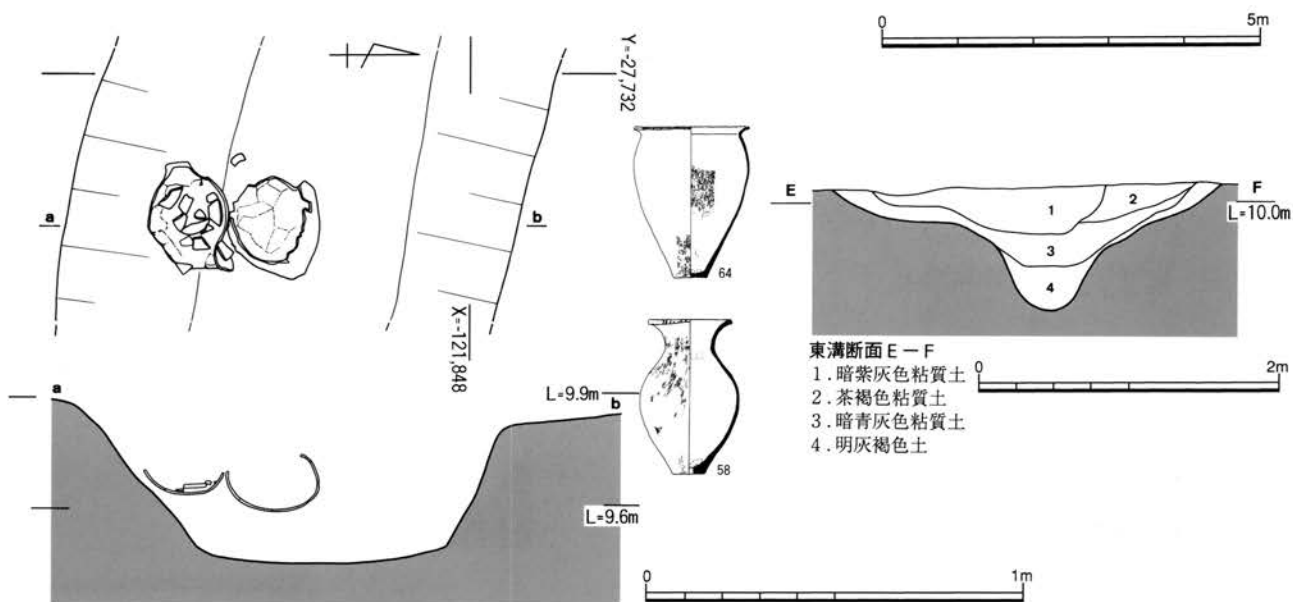 Y=-27,732
a
b
X=-121,848
a
L=9.9m
b
L=9.6m
64
58
0 5m
E
F
L=10.0m
1
2
3
4
東溝断面E－F
1.暗紫灰色粘質土
2.茶褐色粘質土
3.暗青灰色粘質土
4.明灰褐色土
0 2m
0 1m